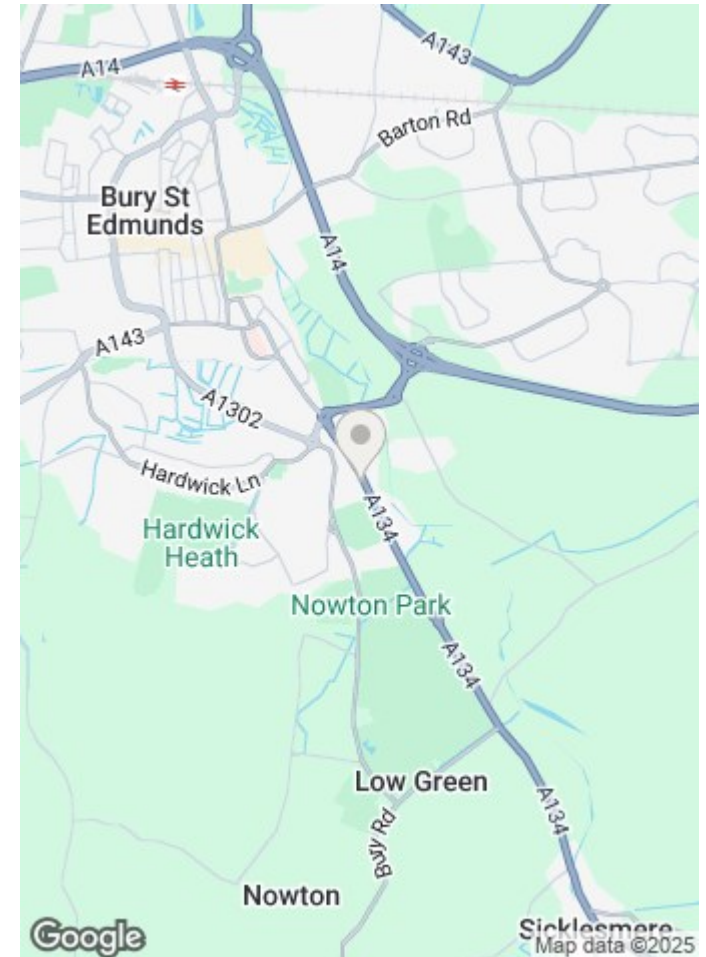 A143
A14
Barton Rd
Bury St
Edmunds
A14
A143
A1302
Hardwick Ln
A134
Hardwick
Heath
Nowton Park
A134
Low Green
A134
Bury Rd
Nowton
Sicklesmere
Google
Map data ©2025